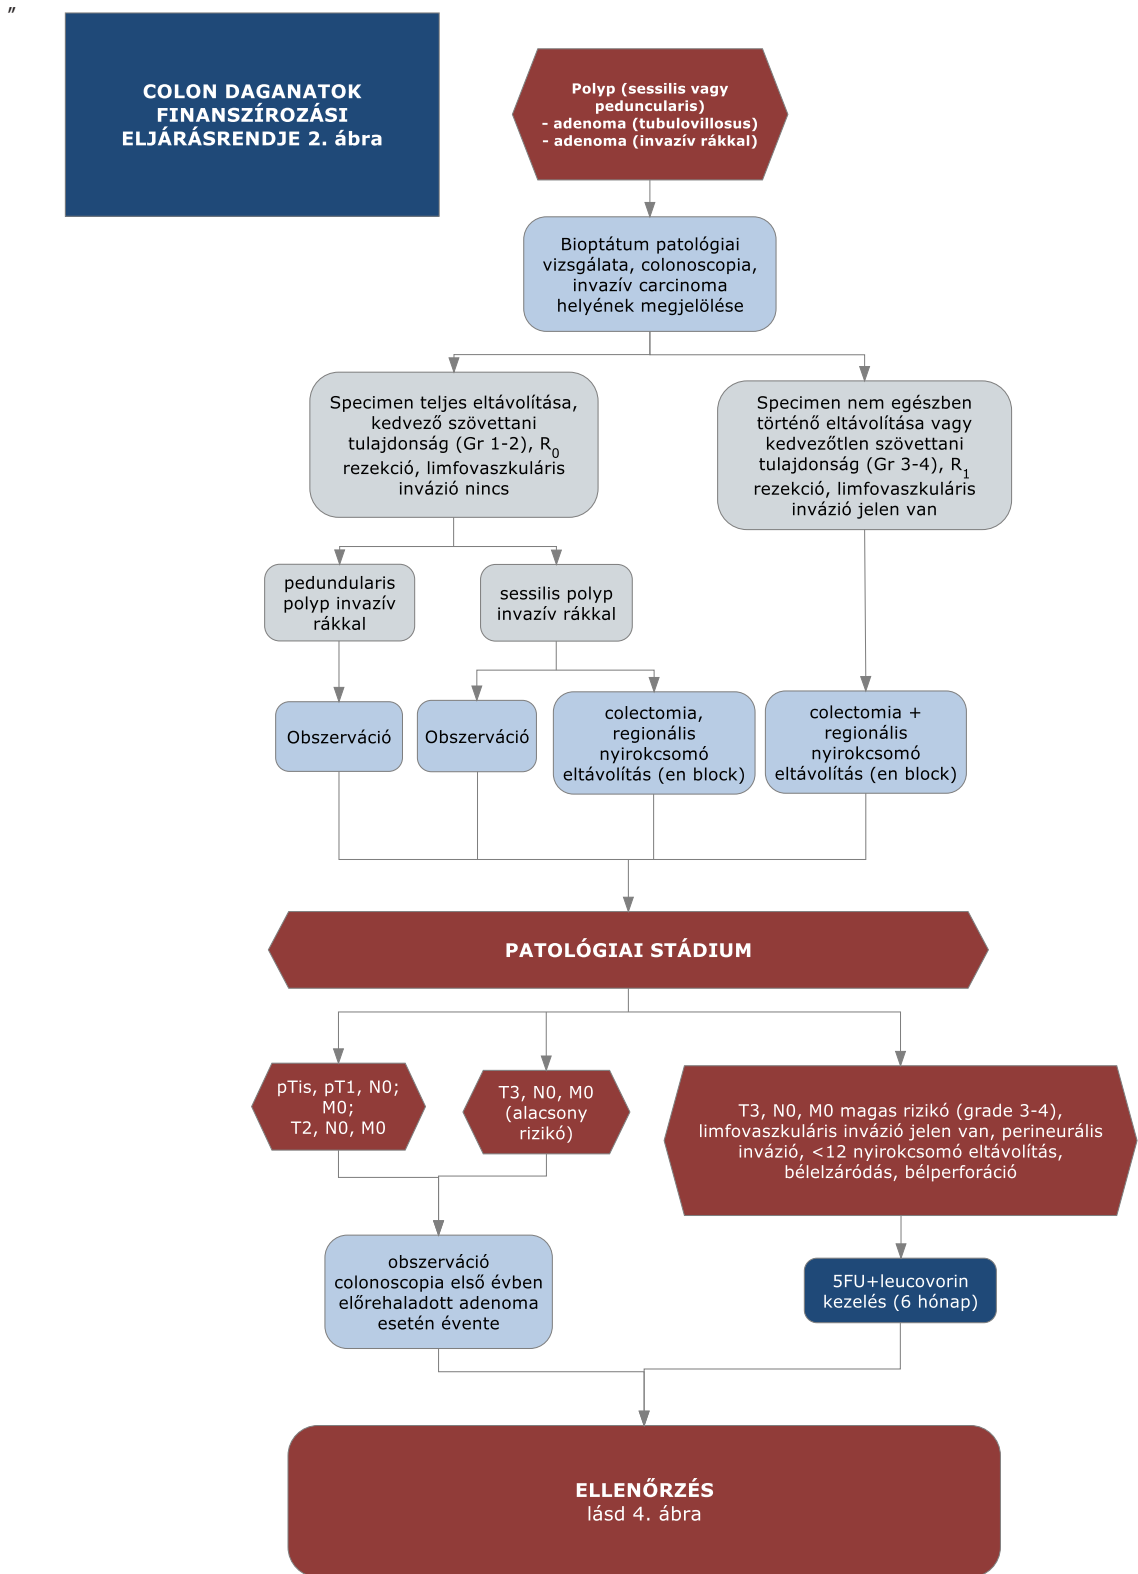 ”
COLON DAGANATOK
FINANSZÍROZÁSI
ELJÁRÁSRENDJE 2. ábra
Polyp (sessilis vagy
peduncularis)
- adenoma (tubulovillosus)
- adenoma (invazív rákkal)
Bioptátum patológiai
vizsgálata, colonoscopia,
invazív carcinoma
helyének megjelölése
Specimen teljes eltávolítása,
kedvező szövettani
tulajdonság (Gr 1-2), R0
rezekció, limfovaszkuláris
invázió nincs
Specimen nem egészben
történő eltávolítása vagy
kedvezőtlen szövettani
tulajdonság (Gr 3-4), R1
rezekció, limfovaszkuláris
invázió jelen van
pedundularis
polyp invazív
rákkal
sessilis polyp
invazív rákkal
Obszerváció
Obszerváció
colectomia,
regionális
nyirokcsomó
eltávolítás (en block)
colectomia +
regionális
nyirokcsomó
eltávolítás (en block)
PATOLÓGIAI STÁDIUM
pTis, pT1, N0;
M0;
T2, N0, M0
T3, N0, M0
(alacsony
rizikó)
T3, N0, M0 magas rizikó (grade 3-4),
limfovaszkuláris invázió jelen van, perineurális
invázió, <12 nyirokcsomó eltávolítás,
bélelzáródás, bélperforáció
obszerváció
colonoscopia első évben
előrehaladott adenoma
esetén évente
5FU+leucovorin
kezelés (6 hónap)
ELLENŐRZÉS
lásd 4. ábra